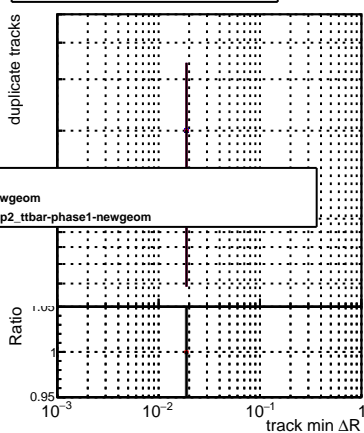 duplicate tracks
wgeom
p2_ttbar-phase1-newgeom
Ratio
1.05
1
0.95
10⁻³ 10⁻² 10⁻¹ 1
track min ΔR